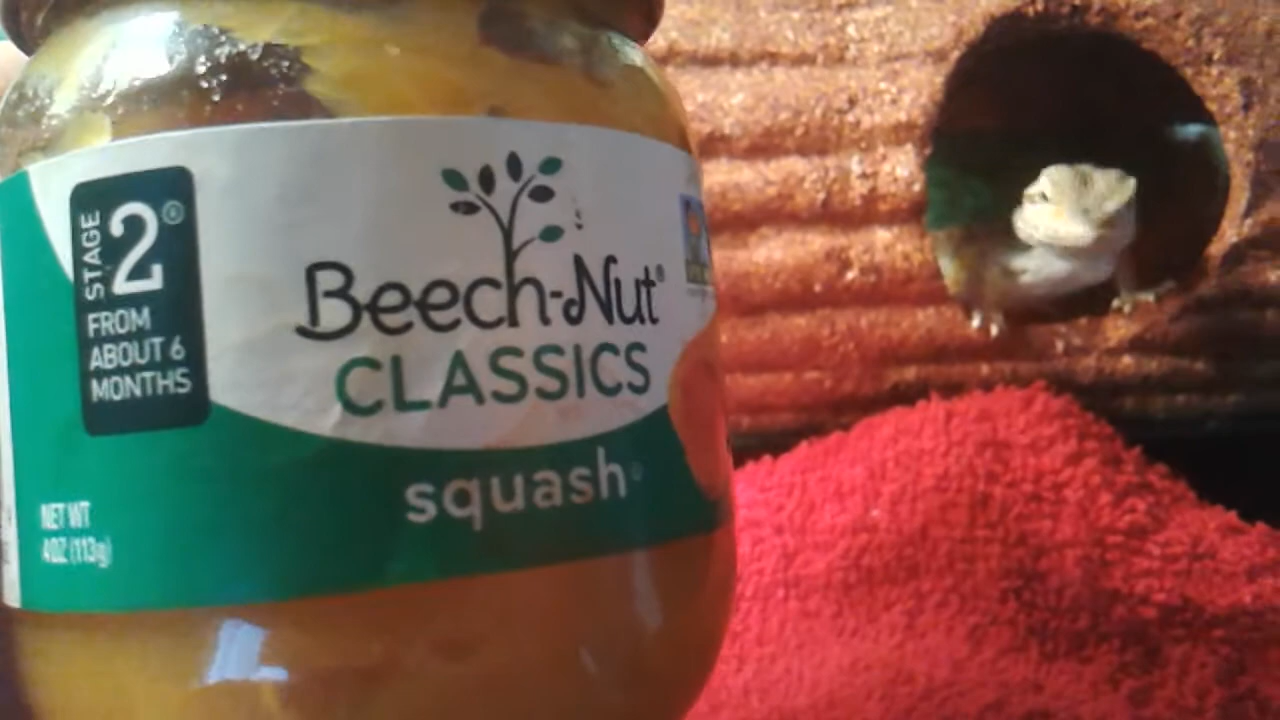 STAGE
2®
FROM
ABOUT 6
MONTHS
Beech-Nut®
CLASSICS
squash
NET WT
4OZ (113g)